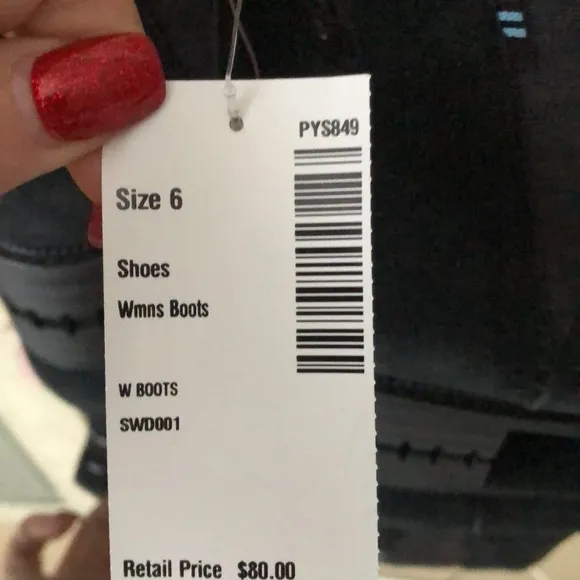 PYS849
Size 6
Shoes
Wmns Boots
W BOOTS
SWD001
Retail Price $80.00